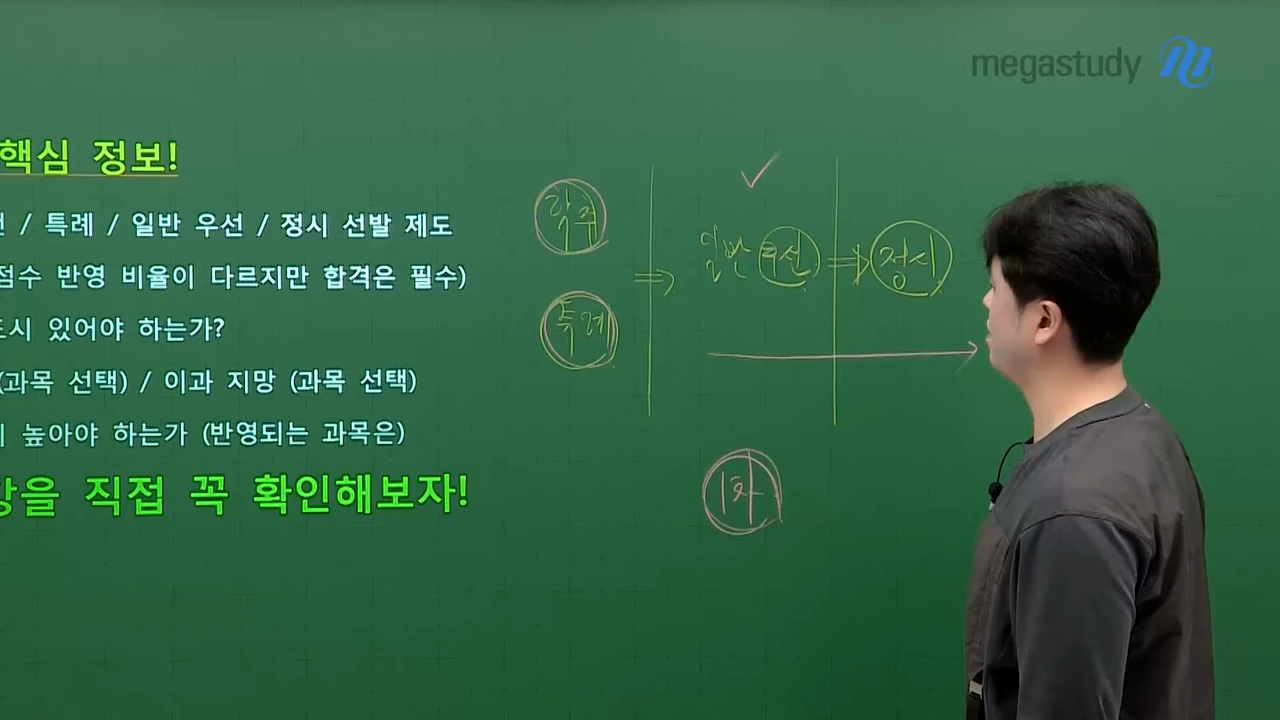 megastudy
핵심 정보!
/ 특례 / 일반 우선 / 정시 선발 제도
점수 반영 비율이 다르지만 합격은 필수)
있어야 하는가?
(과목 선택) / 이과 지망 (과목 선택)
높아야 하는가 (반영되는 과목은)
직접 꼭 확인해보자!
특례
일반 우선
정시
1차